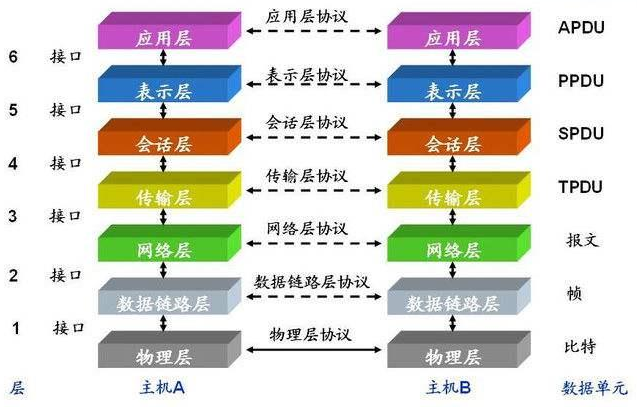 应用层 应用层协议 应用层 APDU
6 接口
表示层 表示层协议 表示层 PPDU
5 接口
会话层 会话层协议 会话层 SPDU
4 接口
传输层 传输层协议 传输层 TPDU
3 接口
网络层 网络层协议 网络层 报文
2 接口
数据链路层 数据链路层协议 数据链路层 帧
1 接口
物理层 物理层协议 物理层 比特
层 主机A 主机B 数据单元